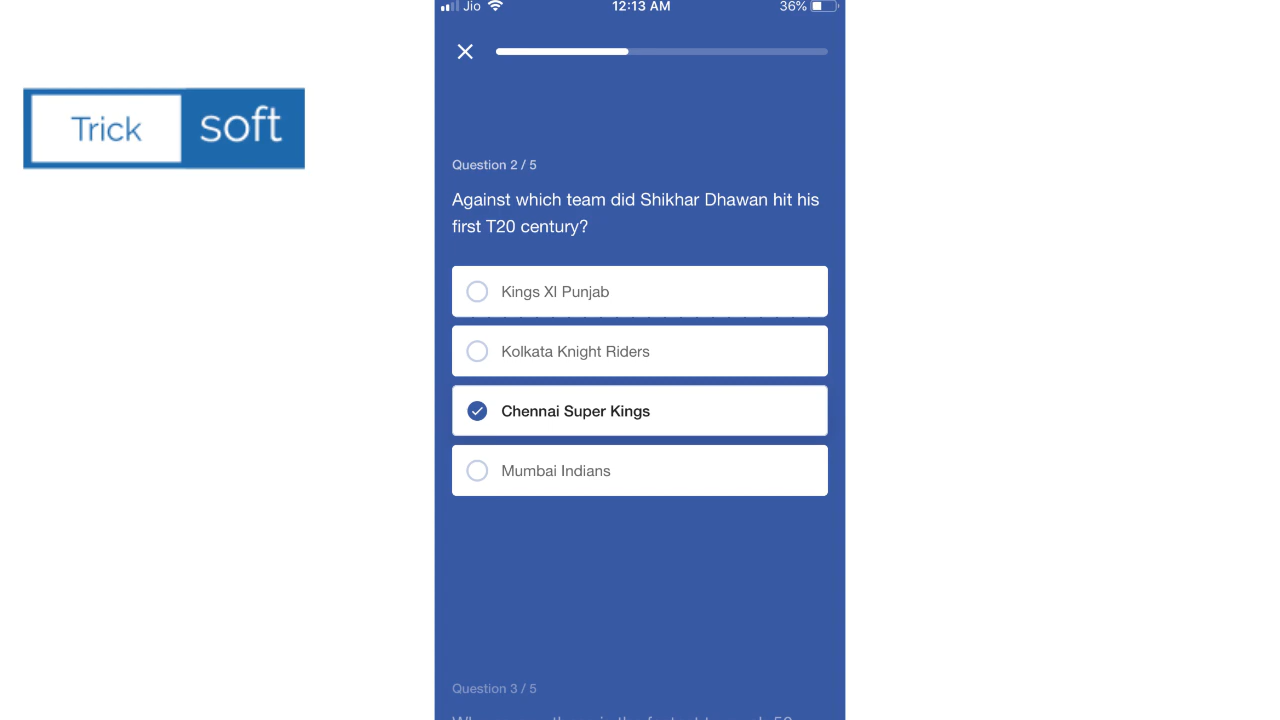 Jio 12:13 AM 36%
Trick soft
Question 2 / 5
Against which team did Shikhar Dhawan hit his
first T20 century?
Kings XI Punjab
Kolkata Knight Riders
Chennai Super Kings
Mumbai Indians
Question 3 / 5